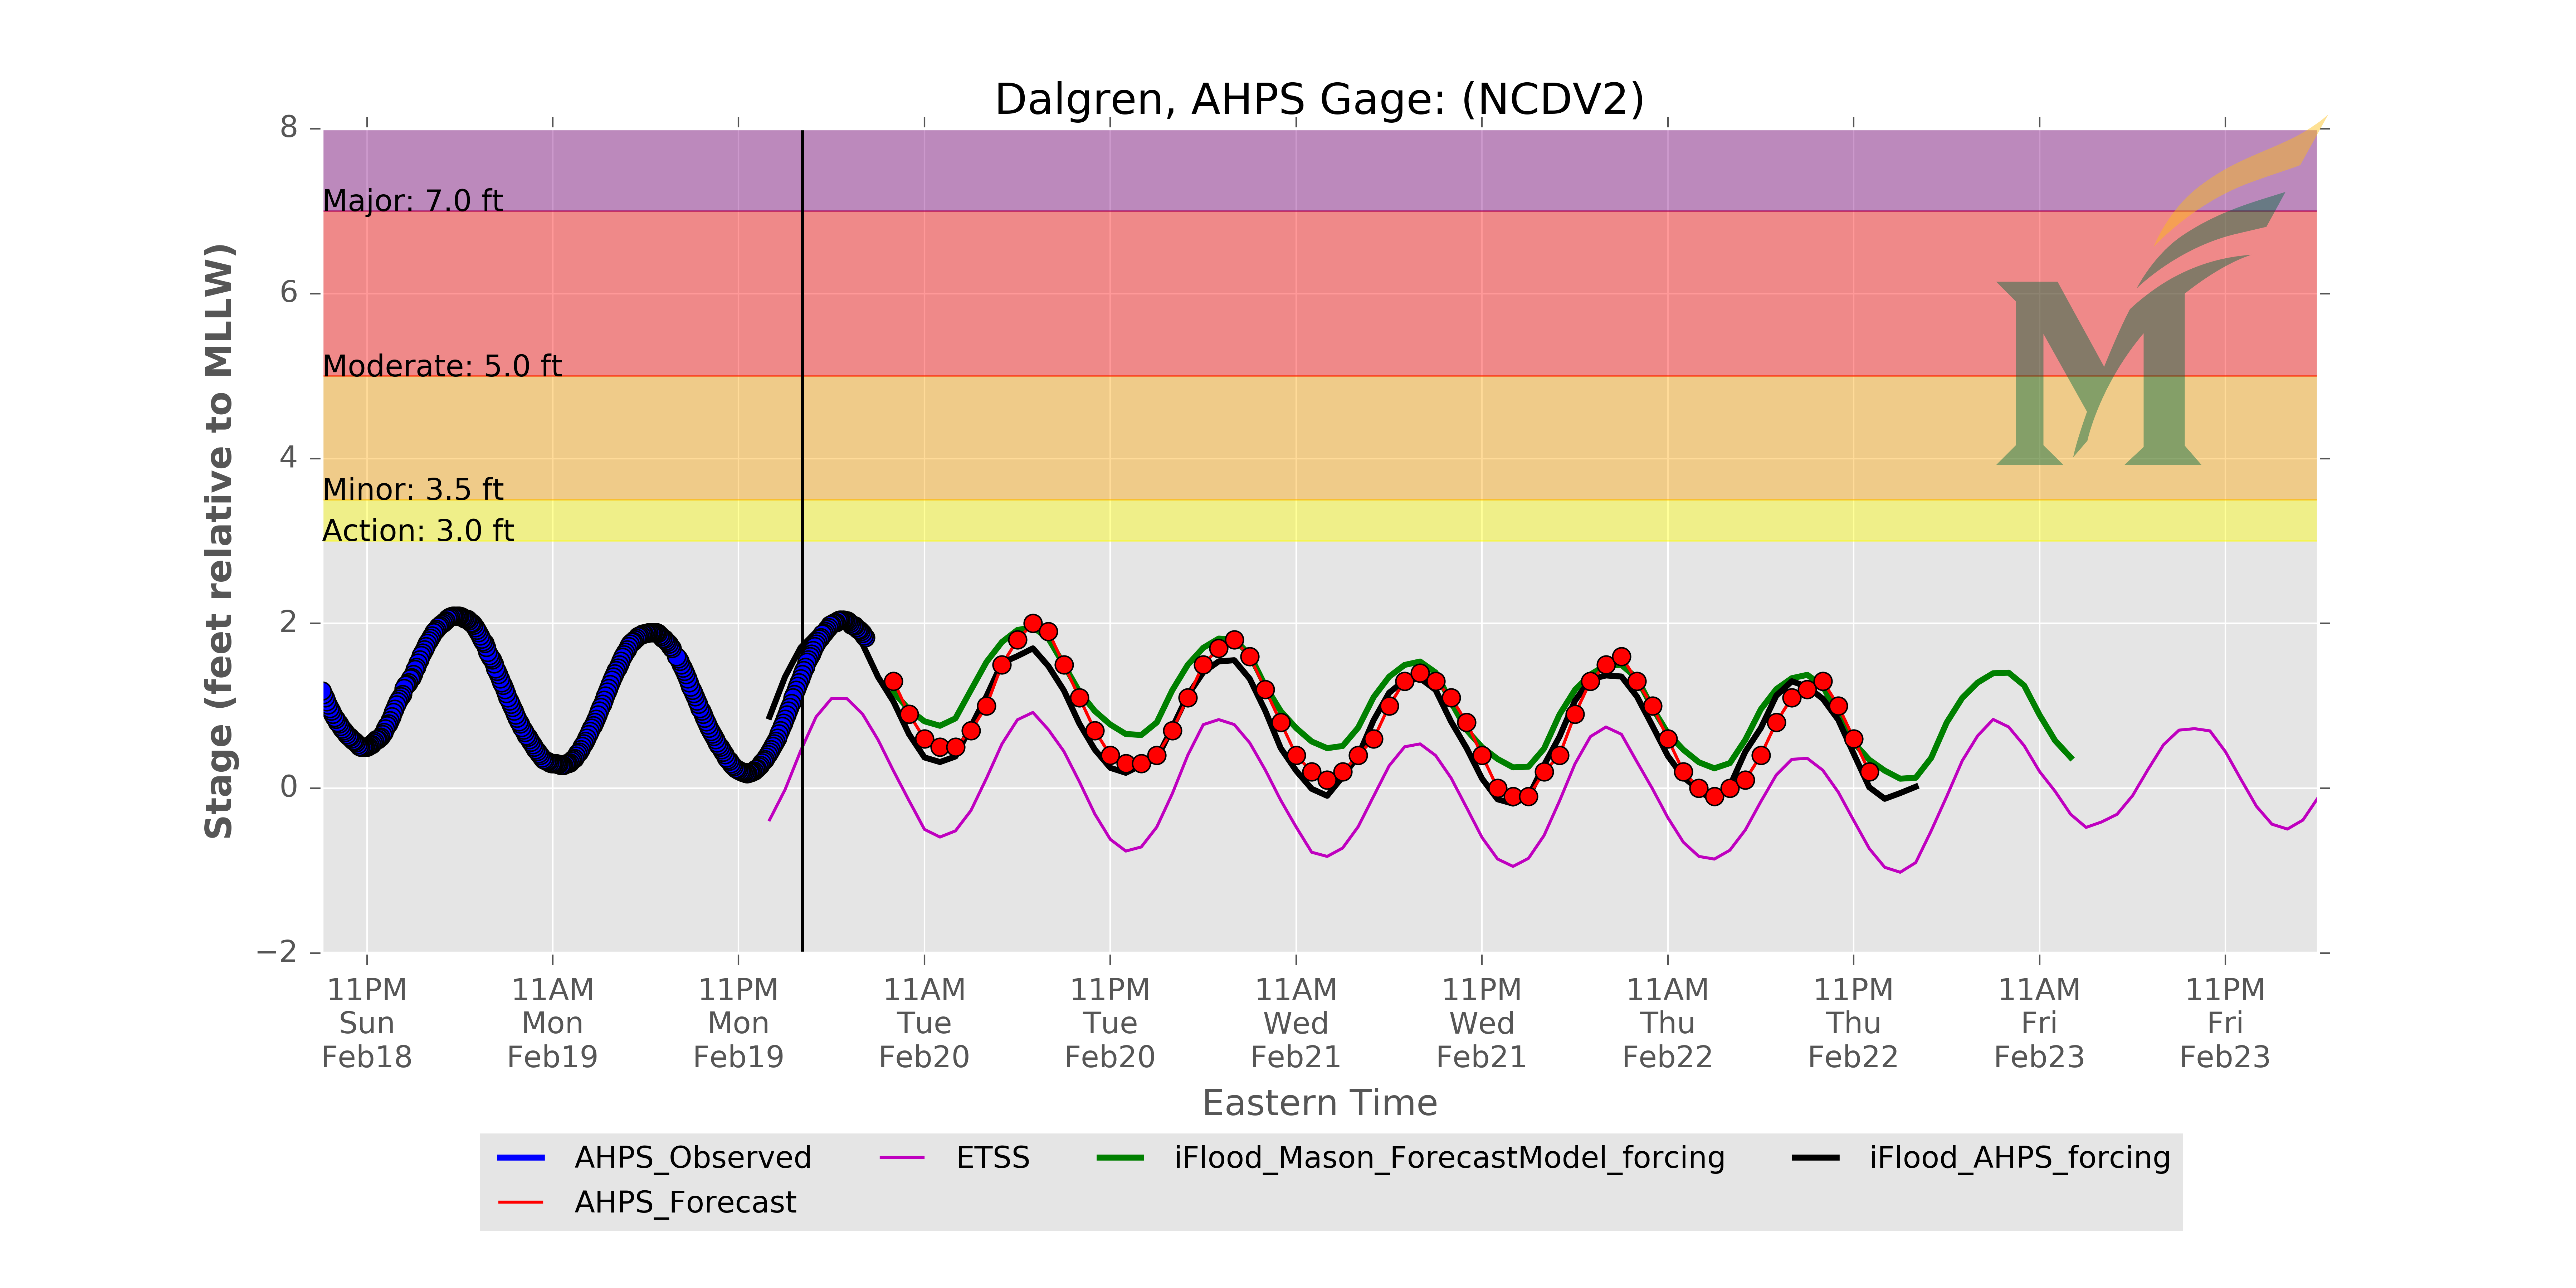 Dalgren, AHPS Gage: (NCDV2)
8
Major: 7.0 ft
6
Moderate: 5.0 ft
4
Minor: 3.5 ft
Action: 3.0 ft
2
0
−2
Stage (feet relative to MLLW)
11PM 11AM 11PM 11AM 11PM 11AM 11PM 11AM 11PM 11AM 11PM
Sun Mon Mon Tue Tue Wed Wed Thu Thu Fri Fri
Feb18 Feb19 Feb19 Feb20 Feb20 Feb21 Feb21 Feb22 Feb22 Feb23 Feb23
Eastern Time
AHPS_Observed ETSS iFlood_Mason_ForecastModel_forcing iFlood_AHPS_forcing
AHPS_Forecast
M